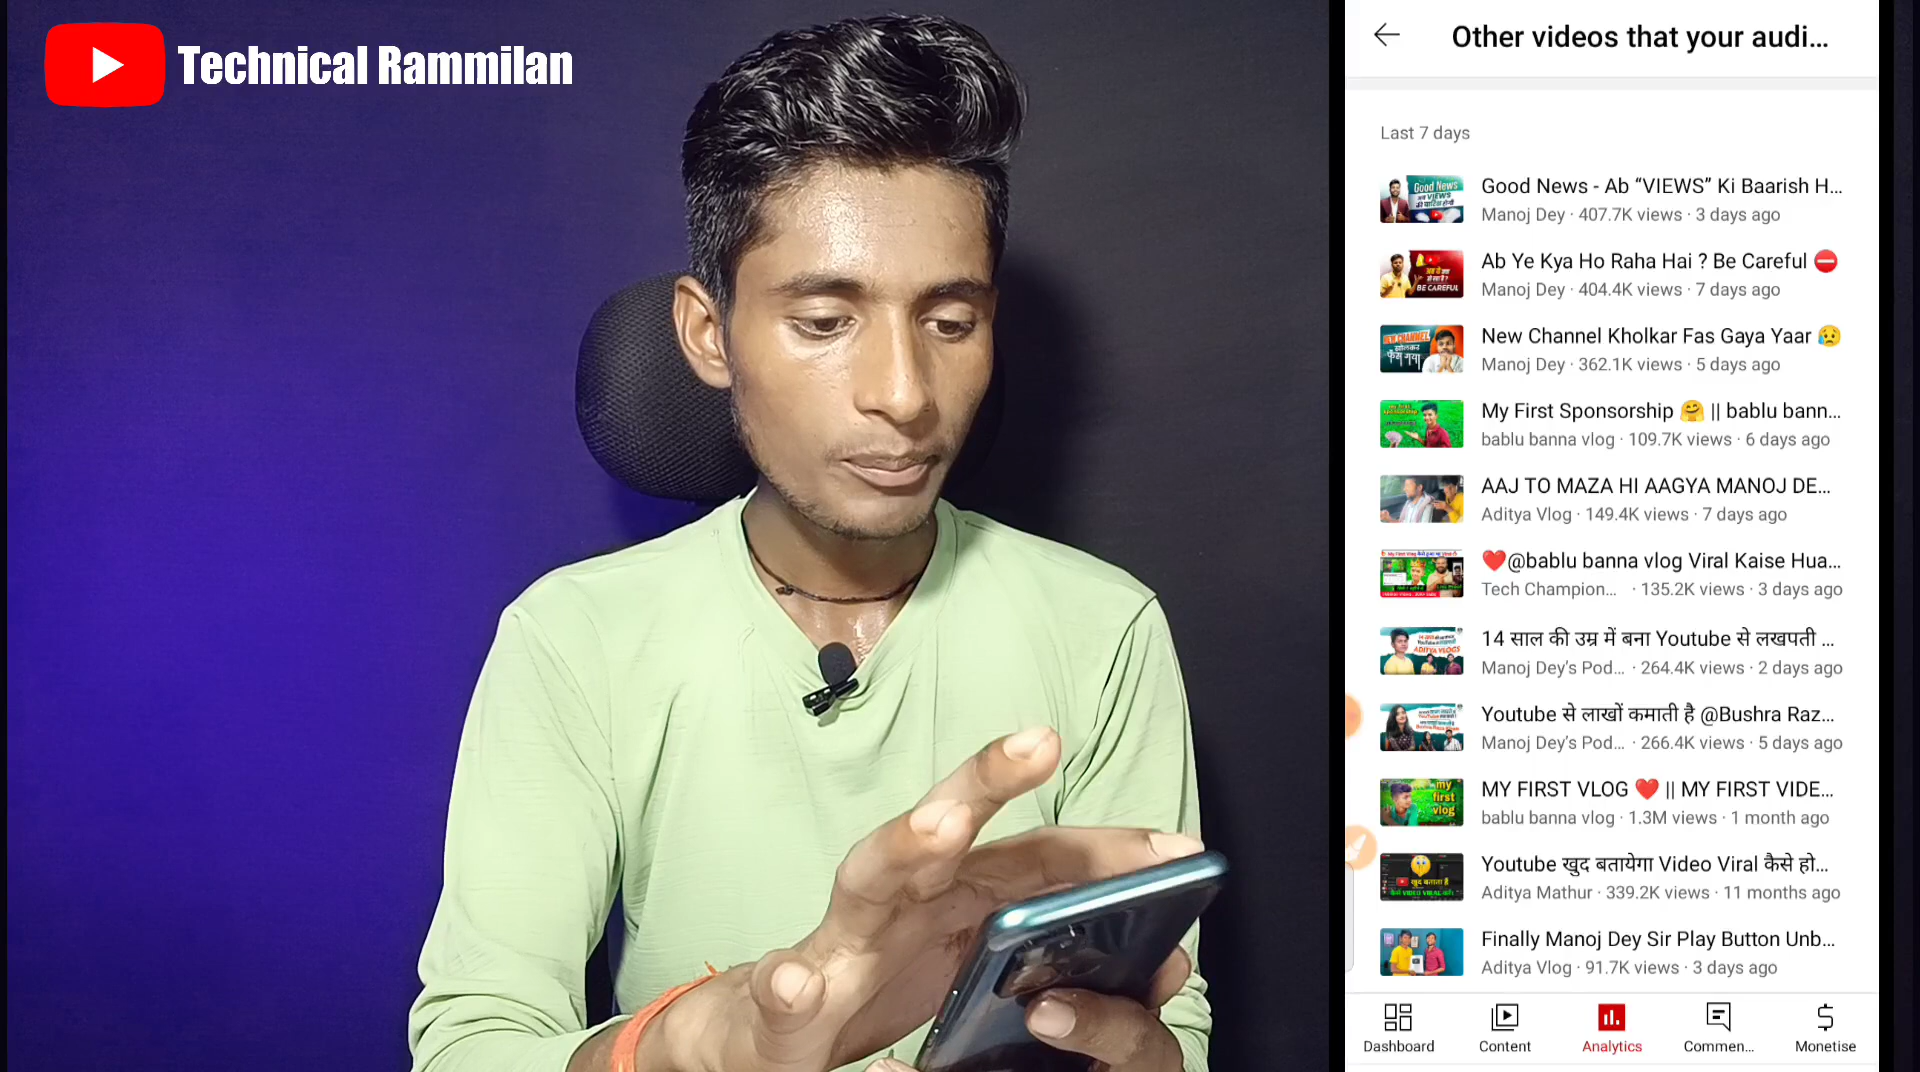 Technical Rammilan
Other videos that your audi...
Last 7 days
Good News - Ab “VIEWS” Ki Baarish H...
Manoj Dey · 407.7K views · 3 days ago
Ab Ye Kya Ho Raha Hai ? Be Careful ⛔
Manoj Dey · 404.4K views · 7 days ago
New Channel Kholkar Fas Gaya Yaar 😥
Manoj Dey · 362.1K views · 5 days ago
My First Sponsorship 🤗 || bablu bann...
bablu banna vlog · 109.7K views · 6 days ago
AAJ TO MAZA HI AAGYA MANOJ DE...
Aditya Vlog · 149.4K views · 7 days ago
❤️@bablu banna vlog Viral Kaise Hua...
Tech Champion... · 135.2K views · 3 days ago
14 साल की उम्र में बना Youtube से लखपती ...
Manoj Dey’s Pod... · 264.4K views · 2 days ago
Youtube से लाखों कमाती है @Bushra Raz...
Manoj Dey’s Pod... · 266.4K views · 5 days ago
MY FIRST VLOG ❤️ || MY FIRST VIDE...
my
first
vlog
bablu banna vlog · 1.3M views · 1 month ago
Youtube खुद बतायेगा Video Viral कैसे हो...
Aditya Mathur · 339.2K views · 11 months ago
Finally Manoj Dey Sir Play Button Unb...
Aditya Vlog · 91.7K views · 3 days ago
Dashboard
Content
Analytics
Commen...
Monetise